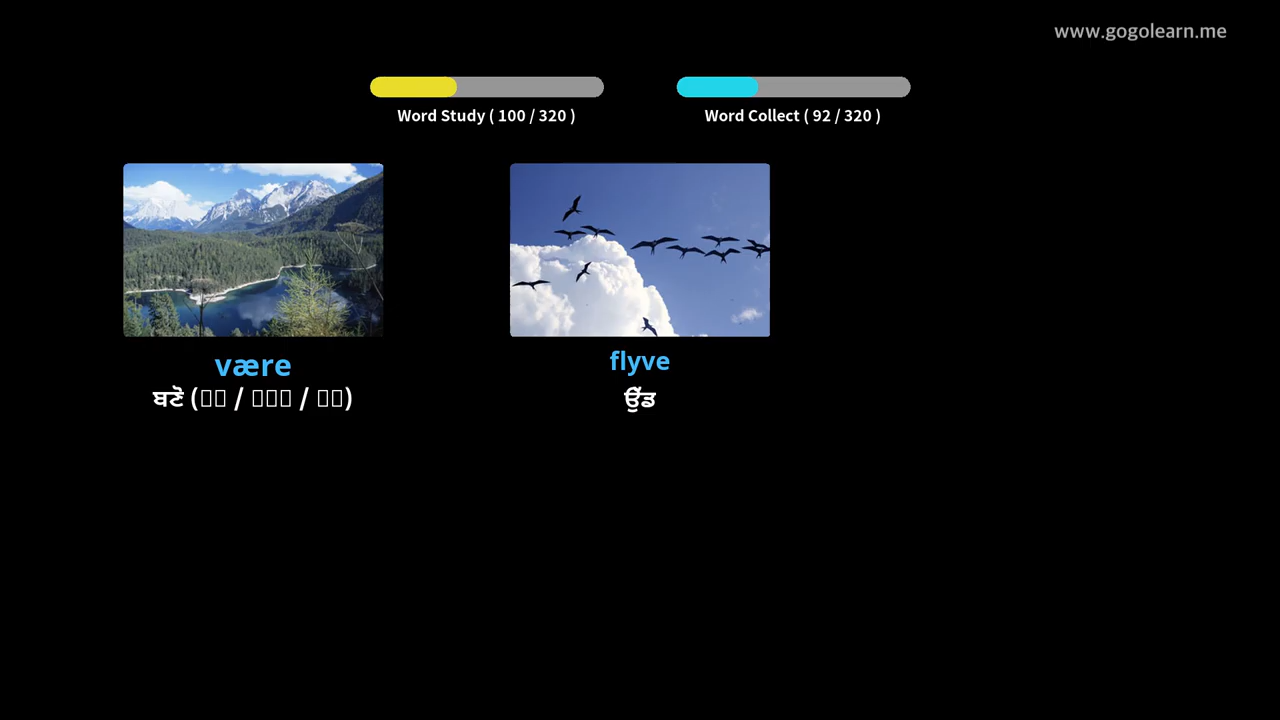 www.gogolearn.me
Word Study ( 100 / 320 )
Word Collect ( 92 / 320 )
være
ਬਣੋ (▯▯ / ▯▯▯ / ▯▯)
flyve
ਉੱਡ